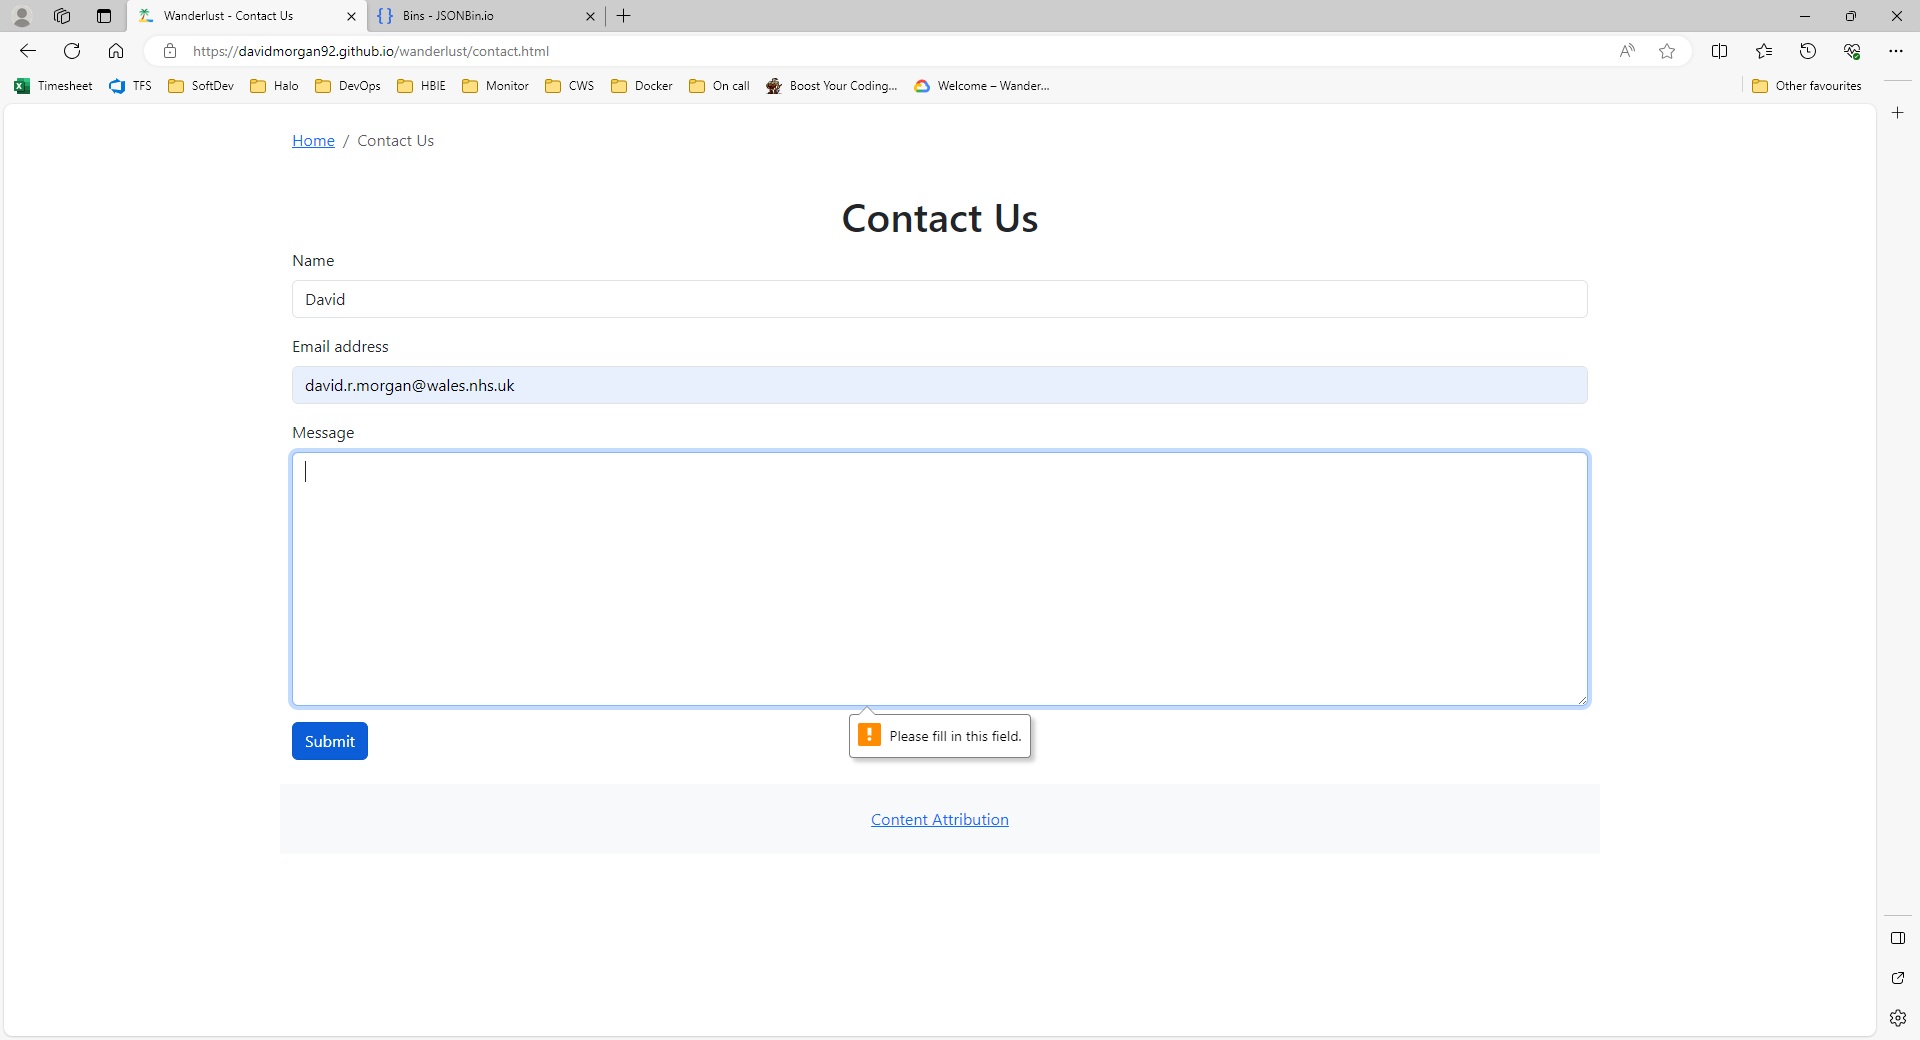 Wanderlust - Contact Us
Bins - JSONBin.io
https://davidmorgan92.github.io/wanderlust/contact.html
Timesheet TFS SoftDev Halo DevOps HBIE Monitor CWS Docker On call Boost Your Coding... Welcome – Wander... Other favourites
Home / Contact Us
Contact Us
Name
David
Email address
david.r.morgan@wales.nhs.uk
Message
Submit
! Please fill in this field.
Content Attribution